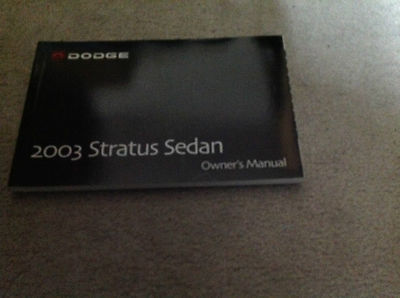 DODGE
2003 Stratus Sedan
Owner's Manual